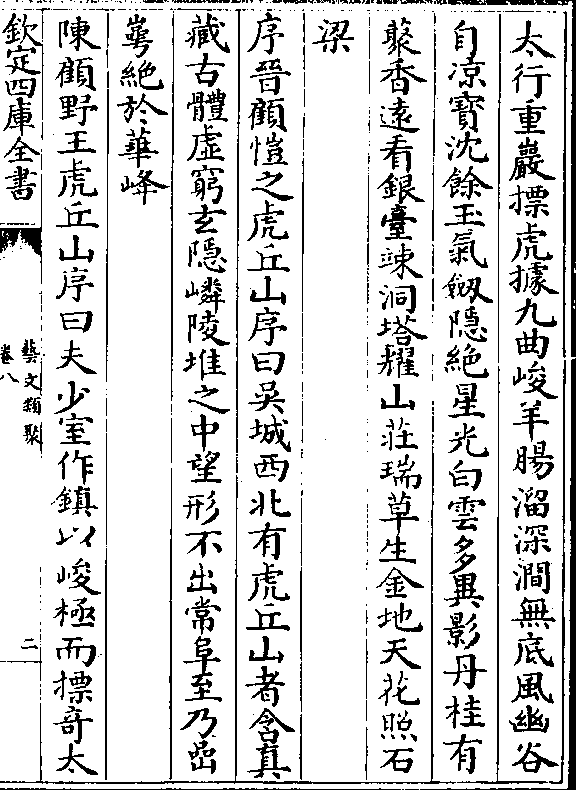 太行重巖標虎據九曲峻羊腸溜深澗無底風幽谷
自凉寶沈餘玉氣劔隱絶星光白雲多異影丹桂有
藂香遠看銀臺竦洞塔耀山莊瑞草生金地天花照石
梁
序晉顧愷之虎丘山序曰吳城西北有虎丘山者含真
藏古體虛窮玄隱嶙陵堆之中望形不出常阜至乃嵒
崿絶於華峰
陳顧野王虎丘山序曰夫少室作鎮以峻極而標奇太
欽定四庫全書
藝文類聚
卷八
二